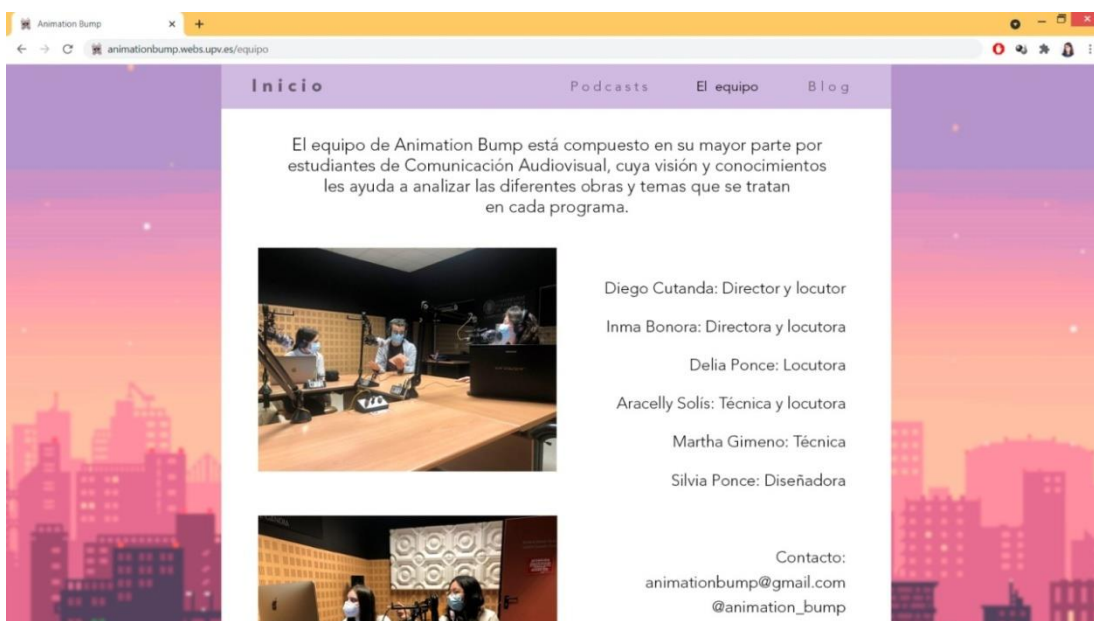 Animation Bump
animationbump.webs.upv.es/equipo
Inicio
Podcasts
El equipo
Blog
El equipo de Animation Bump está compuesto en su mayor parte por
estudiantes de Comunicación Audiovisual, cuya visión y conocimientos
les ayuda a analizar las diferentes obras y temas que se tratan
en cada programa.
Diego Cutanda: Director y locutor
Inma Bonora: Directora y locutora
Delia Ponce: Locutora
Aracelly Solís: Técnica y locutora
Martha Gimeno: Técnica
Silvia Ponce: Diseñadora
Contacto:
animationbump@gmail.com
@animation_bump